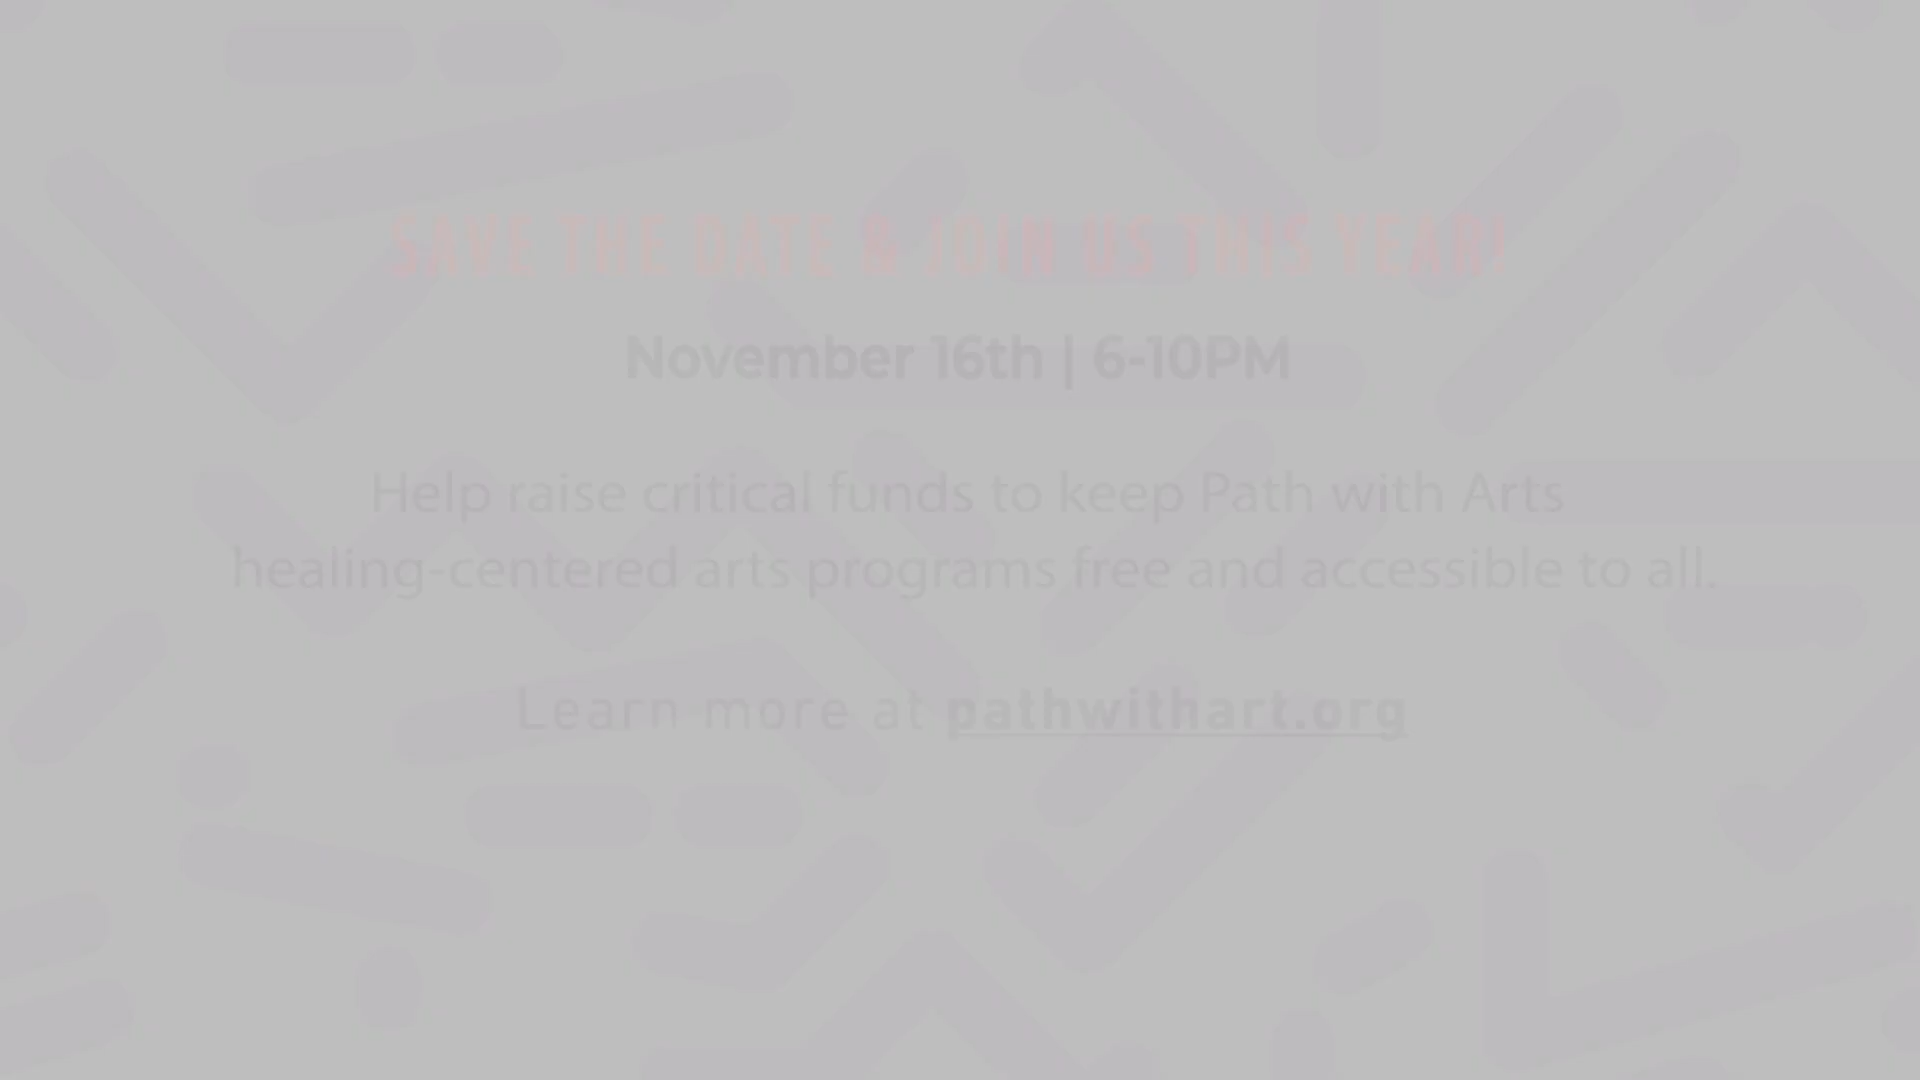 SAVE THE DATE & JOIN US THIS YEAR!
November 16th | 6-10PM
Help raise critical funds to keep Path with Arts
healing-centered arts programs free and accessible to all.
Learn more at pathwithart.org